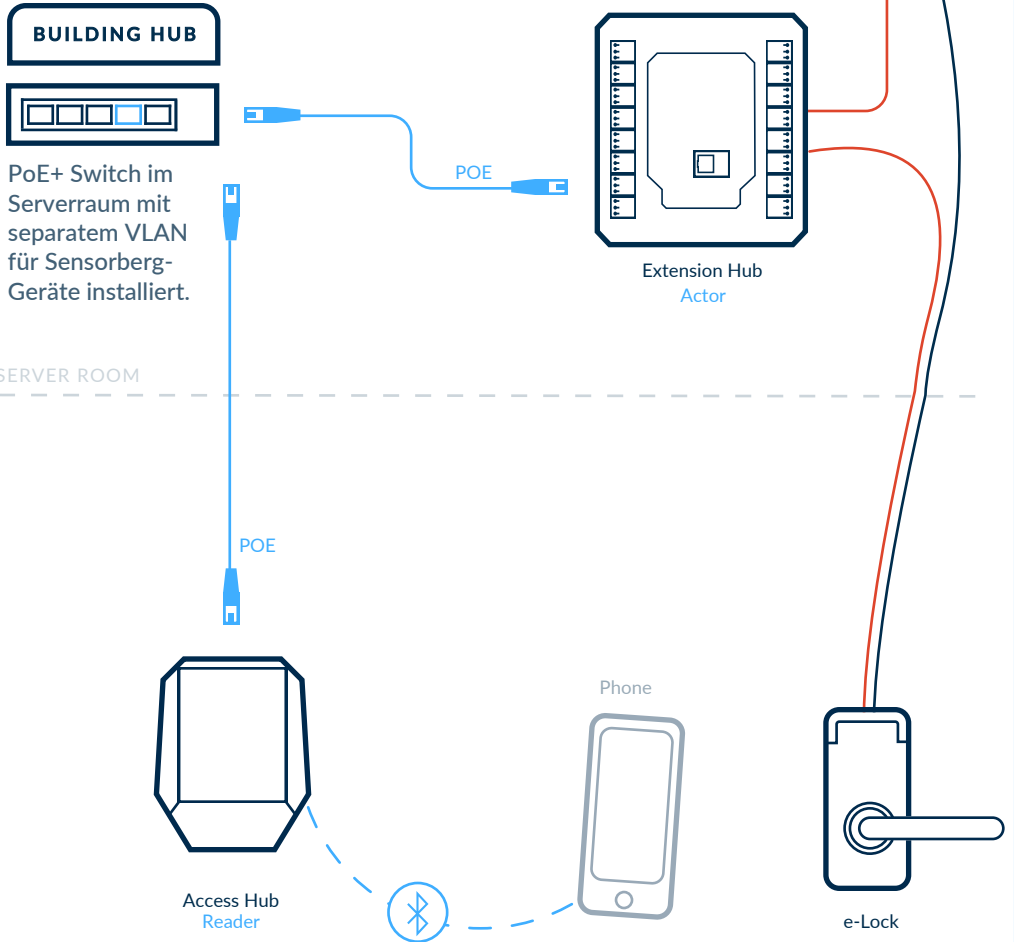 BUILDING HUB
PoE+ Switch im
Serverraum mit
separatem VLAN
für Sensorberg-
Geräte installiert.
POE
Extension Hub
Actor
SERVER ROOM
POE
Phone
Access Hub
Reader
e-Lock